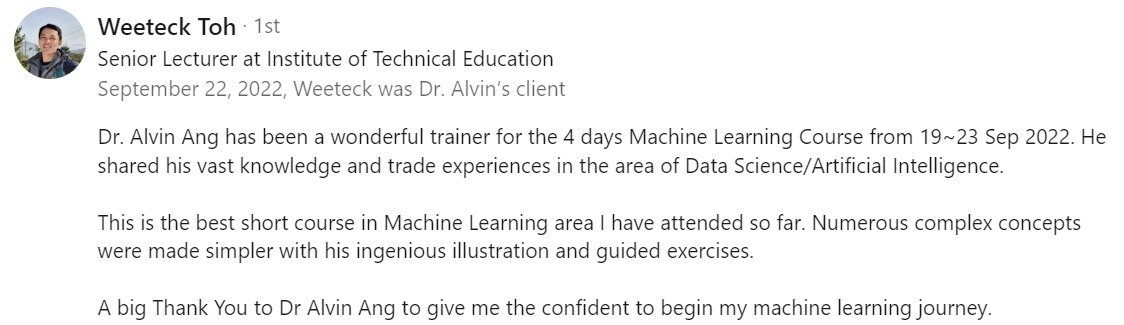 Weeteck Toh · 1st
Senior Lecturer at Institute of Technical Education
September 22, 2022, Weeteck was Dr. Alvin’s client
Dr. Alvin Ang has been a wonderful trainer for the 4 days Machine Learning Course from 19~23 Sep 2022. He
shared his vast knowledge and trade experiences in the area of Data Science/Artificial Intelligence.
This is the best short course in Machine Learning area I have attended so far. Numerous complex concepts
were made simpler with his ingenious illustration and guided exercises.
A big Thank You to Dr Alvin Ang to give me the confident to begin my machine learning journey.